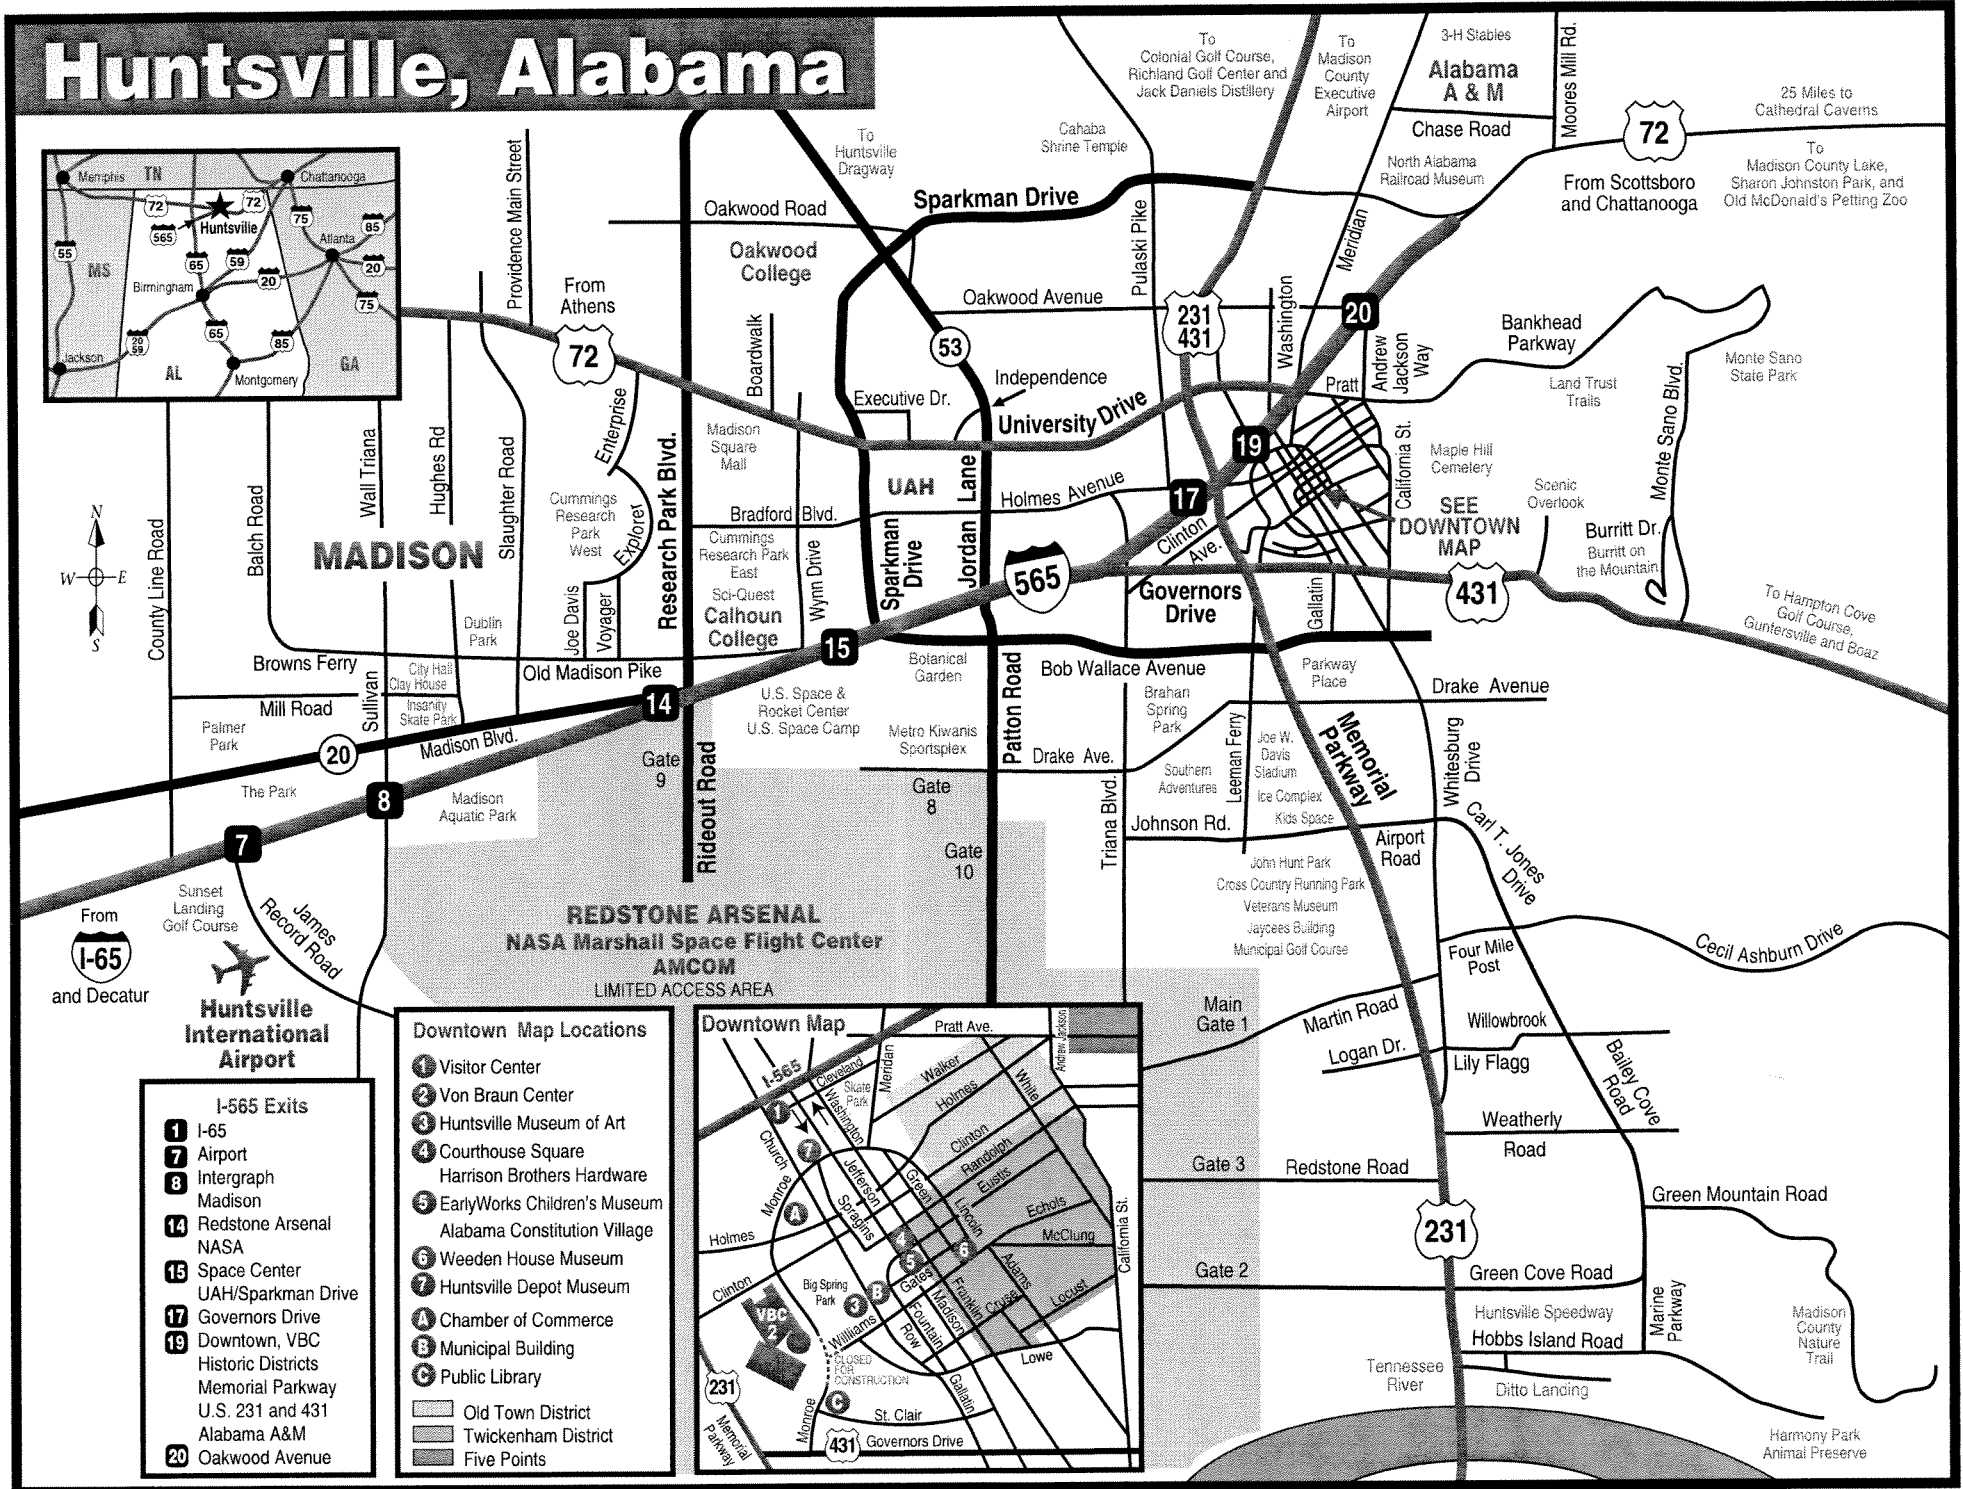 Huntsville, Alabama
Memphis
TN
Chattanooga
72
72
565
Huntsville
75
85
55
MS
65
59
Atlanta
20
20
Birmingham
75
20
59
65
85
Jackson
AL
Montgomery
GA
To
Colonial Golf Course,
Richland Golf Center and
Jack Daniels Distillery
To
Madison
County
Executive
Airport
3-H Stables
Alabama
A & M
Moores Mill Rd.
Chase Road
72
25 Miles to
Cathedral Caverns
To
Madison County Lake,
Sharon Johnston Park, and
Old McDonald's Petting Zoo
From Scottsboro
and Chattanooga
North Alabama
Railroad Museum
Cahaba
Shrine Temple
To
Huntsville
Dragway
Providence Main Street
Oakwood Road
Sparkman Drive
Oakwood
College
Pulaski Pike
Meridian
From
Athens
72
Boardwalk
Oakwood Avenue
53
231
431
Washington
20
Andrew
Jackson
Way
Bankhead
Parkway
Monte Sano
State Park
Land Trust
Trails
Monte Sano Blvd.
Independence
Executive Dr.
University Drive
Pratt
Enterprise
Madison
Square
Mall
19
California St.
Maple Hill
Cemetery
Scenic
Overlook
SEE
DOWNTOWN
MAP
Burritt Dr.
Burritt on
the Mountain
Wall Triana
Hughes Rd
Slaughter Road
Research Park Blvd.
UAH
Lane
Holmes Avenue
17
Cummings
Research
Park
West
Explorer
Bradford Blvd.
Cummings
Research Park
East
Sci-Quest
Calhoun
College
Wynn Drive
Sparkman
Drive
Jordan
565
Clinton
Ave.
Governors
Drive
Gallatin
431
To Hampton Cove
Golf Course,
Guntersville and Boaz
N
W
E
S
County Line Road
Balch Road
MADISON
Dublin
Park
Joe Davis
Voyager
15
Browns Ferry
Old Madison Pike
City Hall
Clay House
Insanity
Skate Park
Mill Road
Sullivan
14
Palmer
Park
20
Madison Blvd.
The Park
8
Madison
Aquatic Park
7
Botanical
Garden
Patton Road
Bob Wallace Avenue
Parkway
Place
U.S. Space &
Rocket Center
U.S. Space Camp
Metro Kiwanis
Sportsplex
Brahan
Spring
Park
Drake Avenue
Gate
9
Rideout Road
Gate
8
Drake Ave.
Triana Blvd.
Southern
Adventures
Leeman Ferry
Joe W.
Davis
Stadium
Ice Complex
Kids Space
Memorial
Parkway
Whitesburg
Drive
Gate
10
Johnson Rd.
Airport
Road
Carl T. Jones
Drive
John Hunt Park
Cross Country Running Park
Veterans Museum
Jaycees Building
Municipal Golf Course
From
I-65
and Decatur
Sunset
Landing
Golf Course
James
Record Road
Huntsville
International
Airport
REDSTONE ARSENAL
NASA Marshall Space Flight Center
AMCOM
LIMITED ACCESS AREA
Four Mile
Post
Cecil Ashburn Drive
Main
Gate 1
Martin Road
Logan Dr.
Willowbrook
Lily Flagg
Bailey Cove
Road
Weatherly
Road
Gate 3
Redstone Road
231
Green Mountain Road
Gate 2
Green Cove Road
Huntsville Speedway
Hobbs Island Road
Marine
Parkway
Madison
County
Nature
Trail
Tennessee
River
Ditto Landing
Harmony Park
Animal Preserve
I-565 Exits
1 I-65
7 Airport
8 Intergraph
Madison
14 Redstone Arsenal
NASA
15 Space Center
UAH/Sparkman Drive
17 Governors Drive
19 Downtown, VBC
Historic Districts
Memorial Parkway
U.S. 231 and 431
Alabama A&M
20 Oakwood Avenue
Downtown Map Locations
1 Visitor Center
2 Von Braun Center
3 Huntsville Museum of Art
4 Courthouse Square
Harrison Brothers Hardware
5 EarlyWorks Children's Museum
Alabama Constitution Village
6 Weeden House Museum
7 Huntsville Depot Museum
A Chamber of Commerce
B Municipal Building
C Public Library
Old Town District
Twickenham District
Five Points
Downtown Map
Pratt Ave.
Andrew Jackson
I-565
Cleveland
Meridian
Skate
Park
Walker
Holmes
White
1
Washington
Church
7
Clinton
Randolph
Eustis
Jefferson
Green
Monroe
Spragins
Lincoln
Echols
McClung
California St.
A
Holmes
4
5
6
Gates
Adams
Clinton
Big Spring
Park
3
B
Franklin
Madison
Cruse
Locust
VBC
2
Williams
Fountain
Row
CLOSED
FOR
CONSTRUCTION
Lowe
231
C
Gallatin
Memorial
Parkway
Monroe
St. Clair
431
Governors Drive